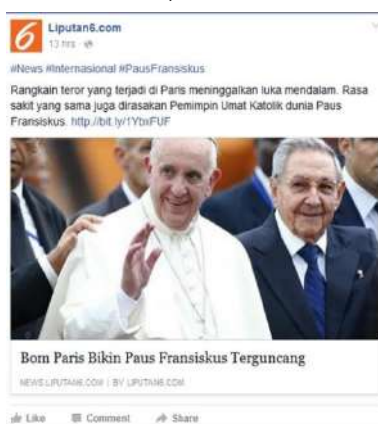 6 Liputan6.com
13 hrs
#News #Internasional #PausFransiskus
Rangkain teror yang terjadi di Paris meninggalkan luka mendalam. Rasa
sakit yang sama juga dirasakan Pemimpin Umat Katolik dunia Paus
Fransiskus. http://bit.ly/1YbxFUF
Bom Paris Bikin Paus Fransiskus Terguncang
NEWS.LIPUTAN6.COM | BY LIPUTAN6.COM
Like Comment Share